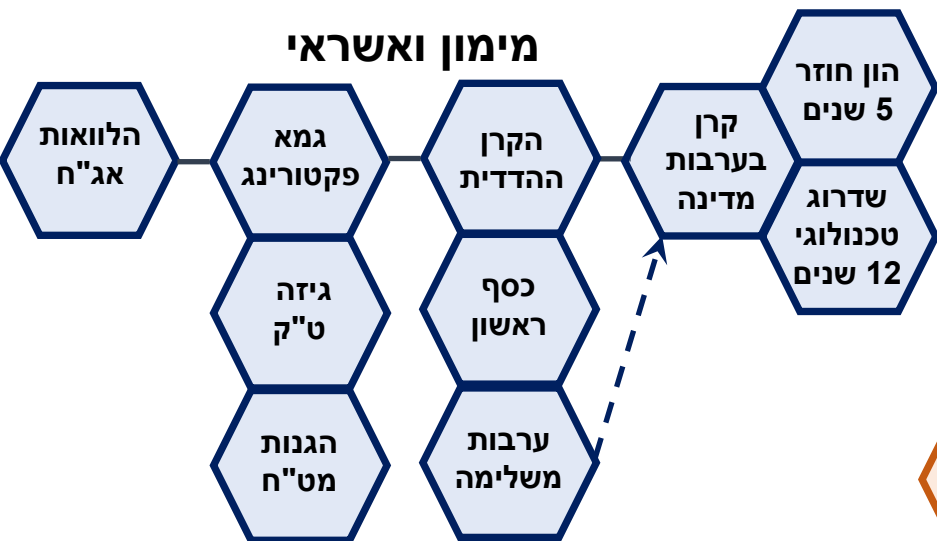 מימון ואשראי
הון חוזר
5 שנים
שדרוג
טכנולוגי
12 שנים
קרן
בערבות
מדינה
הקרן
ההדדית
כסף
ראשון
ערבות
משלימה
גמא
פקטורינג
גיזה
ט"ק
הגנות
מט"ח
הלוואות
אג"ח